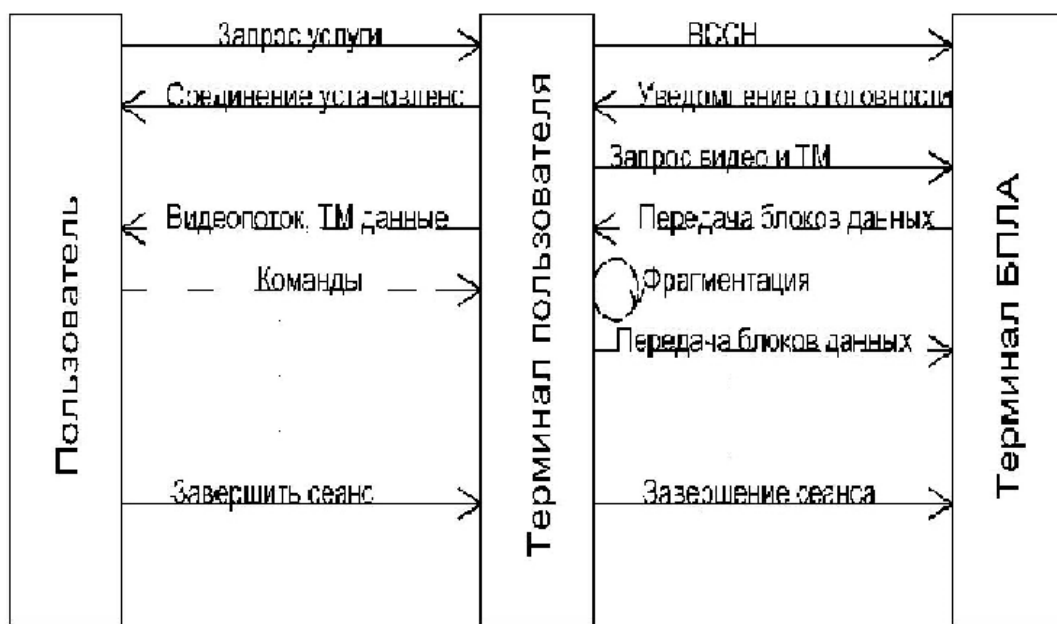 Пользователь
Терминал пользователя
Терминал БПЛА
Запрос услуги
ВССН
Соединение установлено
Уведомление о готовности
Запрос видео и ТМ
Видеопоток, ТМ данные
Передача блоков данных
Команды
Фрагментация
Передача блоков данных
Завершить сеанс
Завершение сеанса